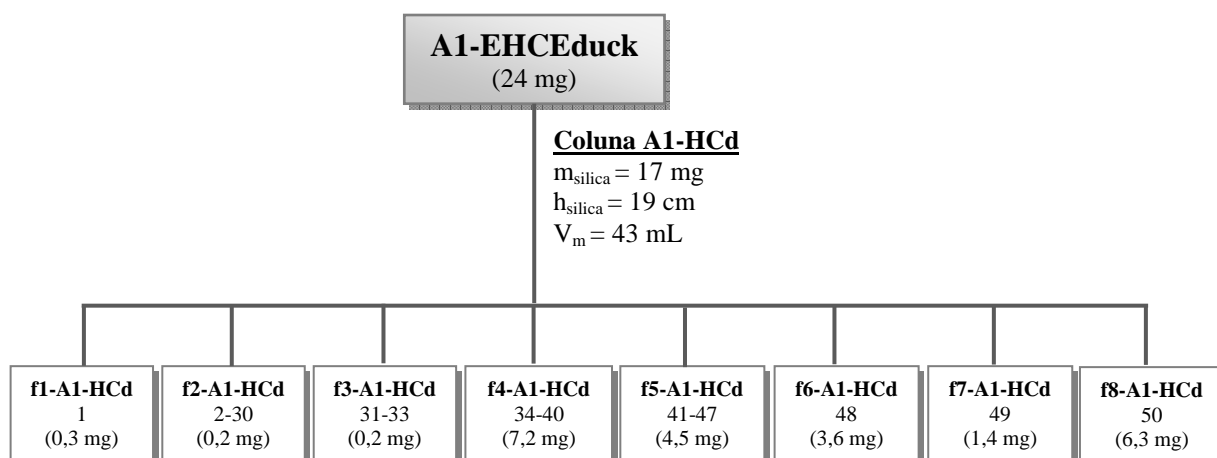 A1-EHCEduck
(24 mg)
Coluna A1-HCd
m_silica = 17 mg
h_silica = 19 cm
V_m = 43 mL
f1-A1-HCd
1
(0,3 mg)
f2-A1-HCd
2-30
(0,2 mg)
f3-A1-HCd
31-33
(0,2 mg)
f4-A1-HCd
34-40
(7,2 mg)
f5-A1-HCd
41-47
(4,5 mg)
f6-A1-HCd
48
(3,6 mg)
f7-A1-HCd
49
(1,4 mg)
f8-A1-HCd
50
(6,3 mg)